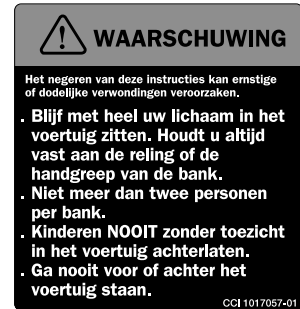 WAARSCHUWING
Het negeren van deze instructies kan ernstige
of dodelijke verwondingen veroorzaken.
. Blijf met heel uw lichaam in het
voertuig zitten. Houdt u altijd
vast aan de reling of de
handgreep van de bank.
. Niet meer dan twee personen
per bank.
. Kinderen NOOIT zonder toezicht
in het voertuig achterlaten.
. Ga nooit voor of achter het
voertuig staan.
CCI 1017057-01